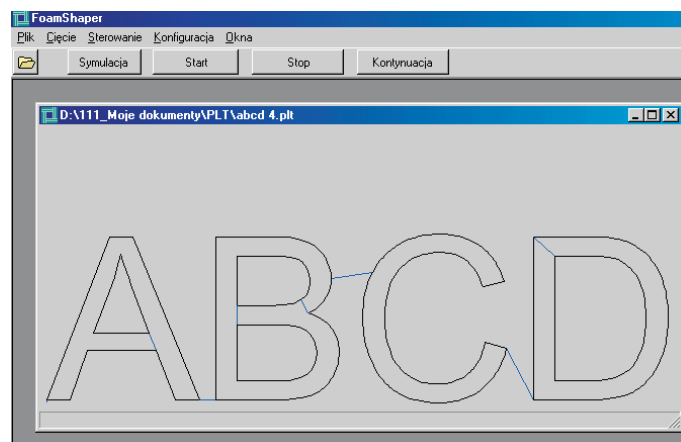 FoamShaper
Plik Cięcie Sterowanie Konfiguracja Okna
Symulacja Start Stop Kontynuacja
D:\111_Moje dokumenty\PLT\abcd 4.plt
ABCD